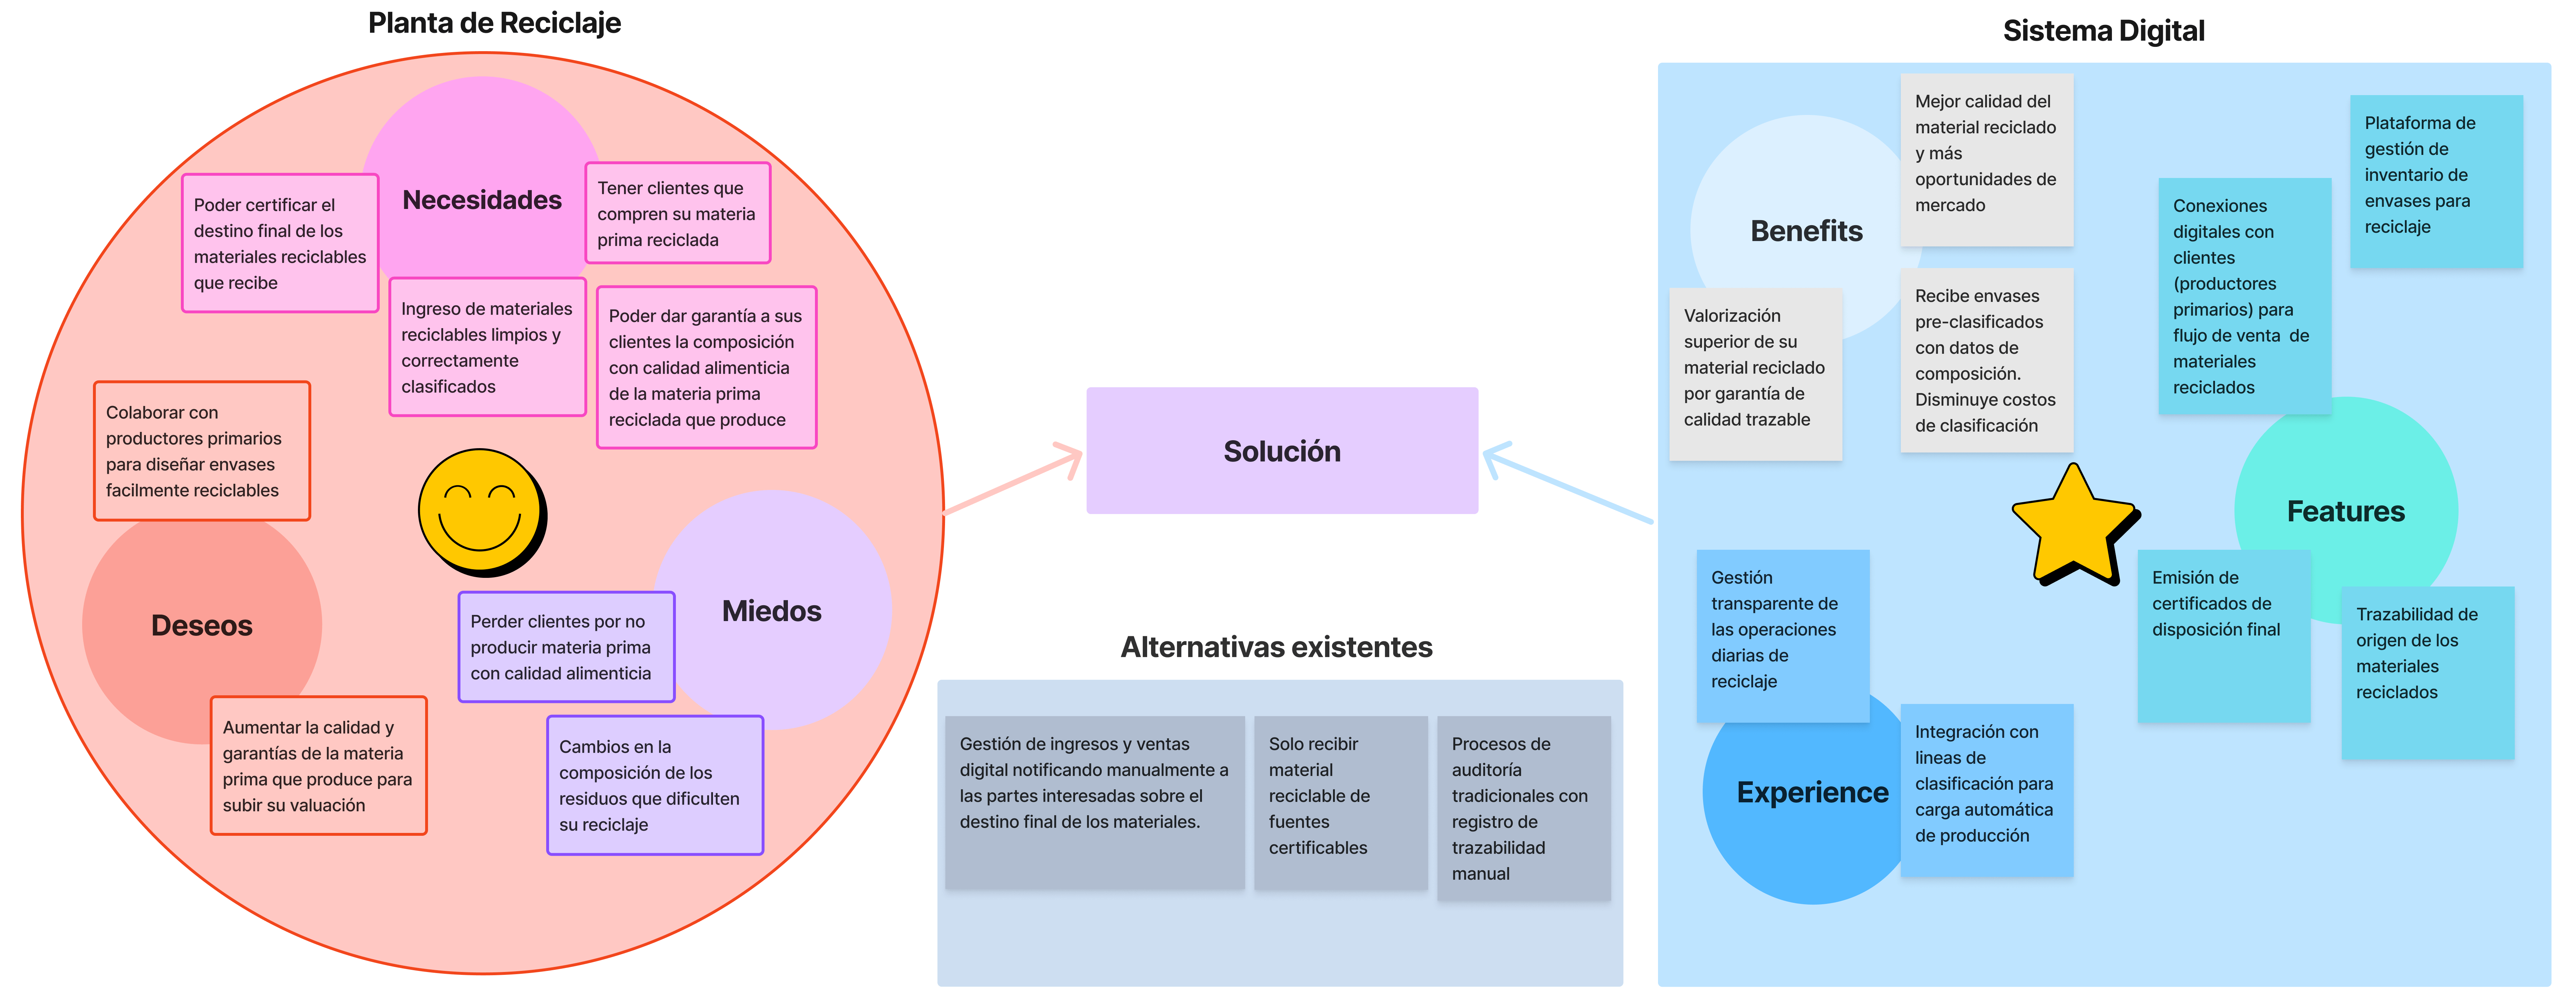 Planta de Reciclaje
Necesidades
Poder certificar el
destino final de los
materiales reciclables
que recibe
Tener clientes que
compren su materia
prima reciclada
Ingreso de materiales
reciclables limpios y
correctamente
clasificados
Poder dar garantía a sus
clientes la composición
con calidad alimenticia
de la materia prima
reciclada que produce
Colaborar con
productores primarios
para diseñar envases
facilmente reciclables
Deseos
Aumentar la calidad y
garantías de la materia
prima que produce para
subir su valuación
Miedos
Perder clientes por no
producir materia prima
con calidad alimenticia
Cambios en la
composición de los
residuos que dificulten
su reciclaje
Solución
Alternativas existentes
Gestión de ingresos y ventas
digital notificando manualmente a
las partes interesadas sobre el
destino final de los materiales.
Solo recibir
material
reciclable de
fuentes
certificables
Procesos de
auditoría
tradicionales con
registro de
trazabilidad
manual
Sistema Digital
Benefits
Mejor calidad del
material reciclado
y más
oportunidades de
mercado
Valorización
superior de su
material reciclado
por garantía de
calidad trazable
Recibe envases
pre-clasificados
con datos de
composición.
Disminuye costos
de clasificación
Plataforma de
gestión de
inventario de
envases para
reciclaje
Conexiones
digitales con
clientes
(productores
primarios) para
flujo de venta  de
materiales
reciclados
Features
Emisión de
certificados de
disposición final
Trazabilidad de
origen de los
materiales
reciclados
Gestión
transparente de
las operaciones
diarias de
reciclaje
Experience
Integración con
lineas de
clasificación para
carga automática
de producción